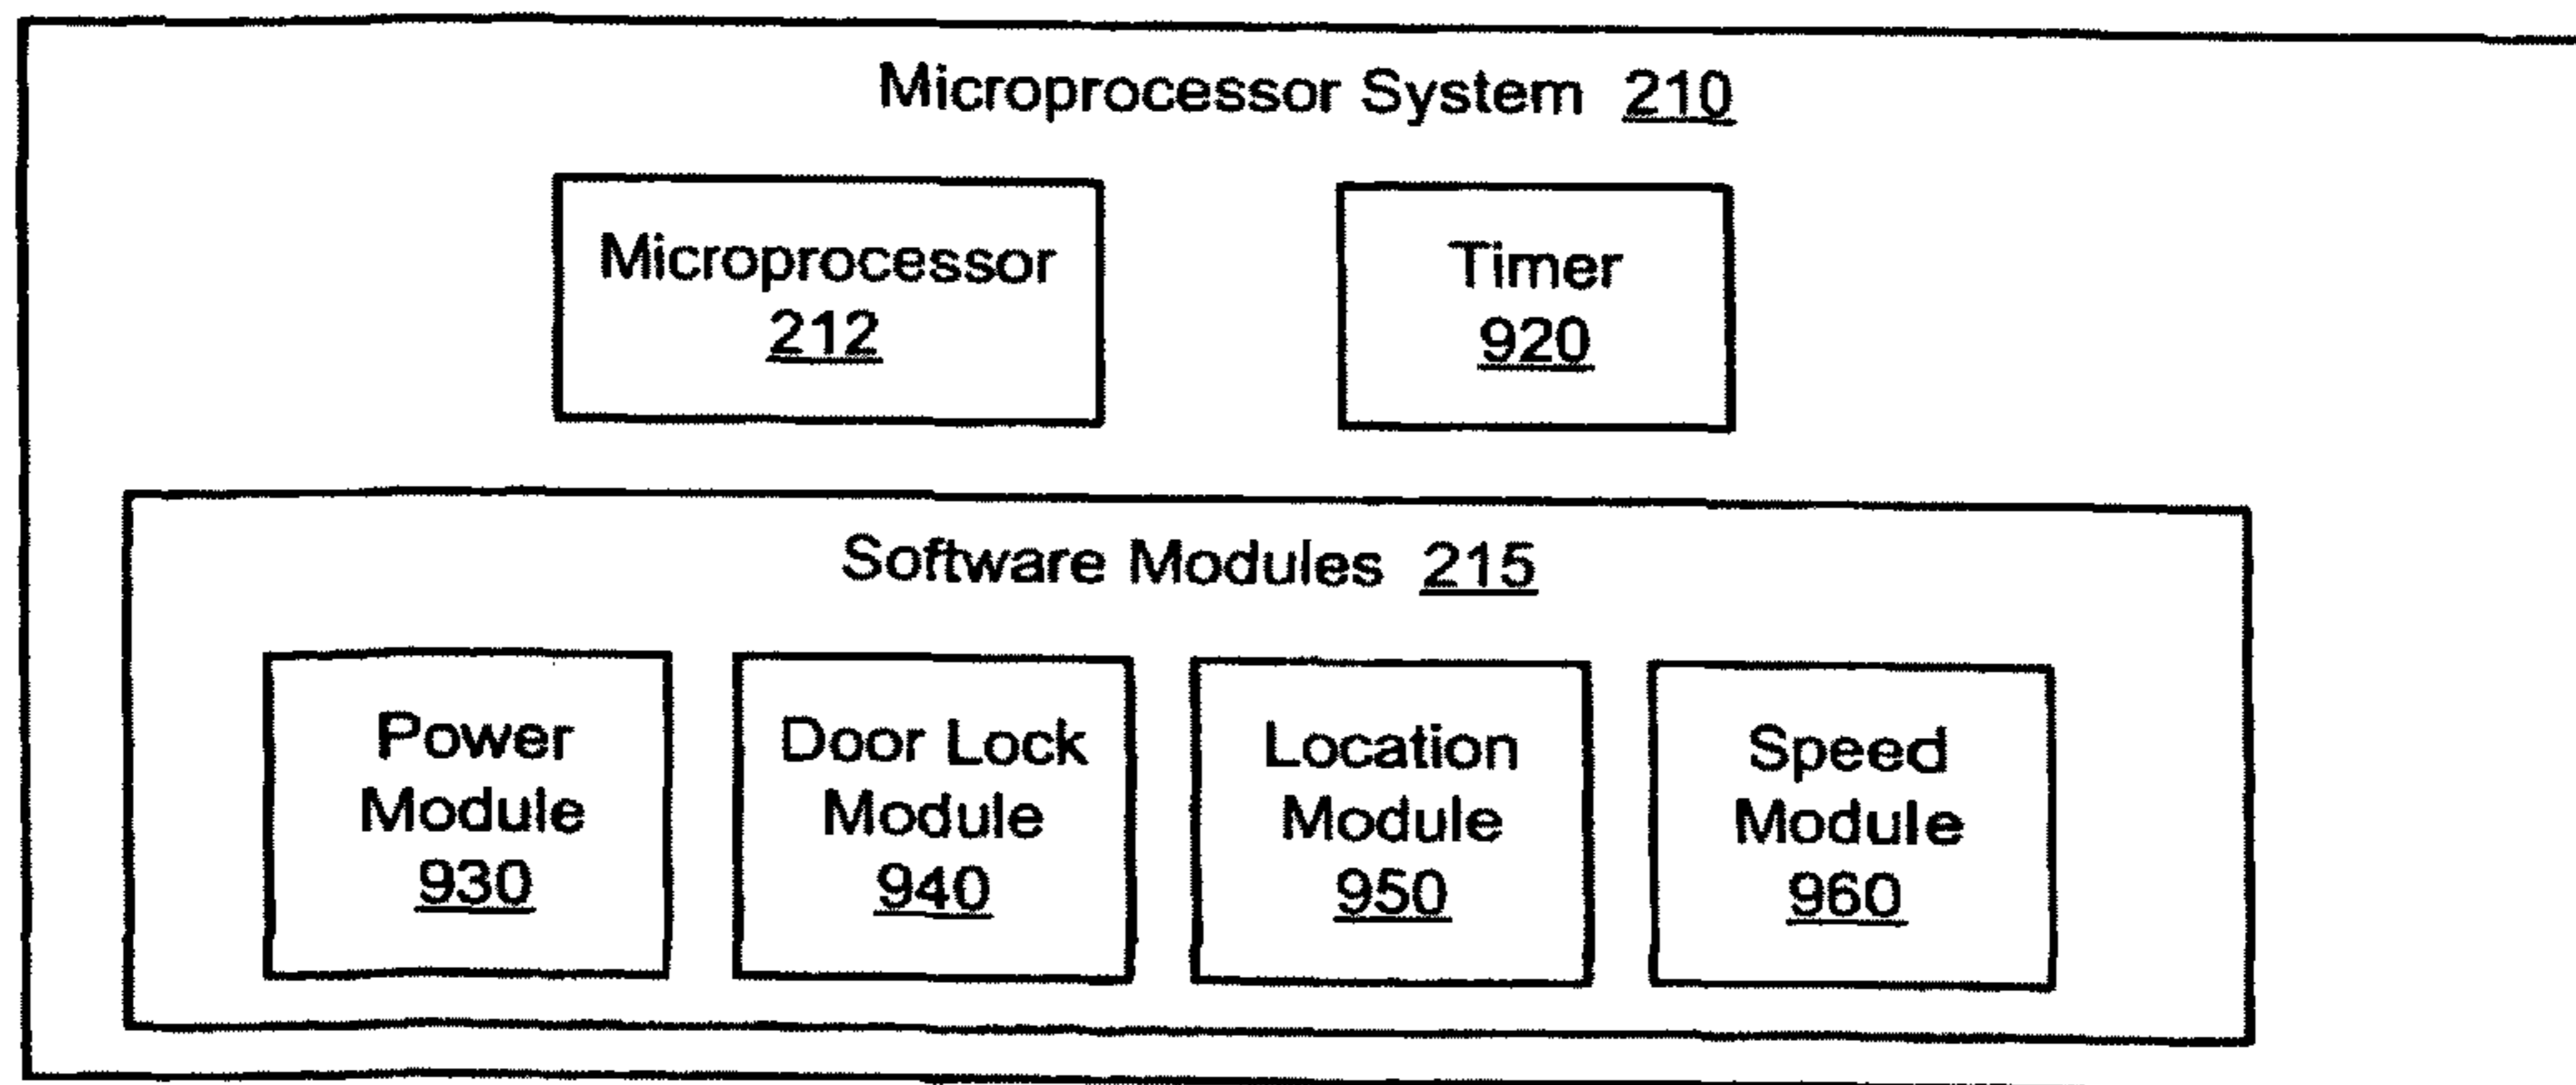 Microprocessor System 210
Microprocessor
212
Timer
920
Software Modules 215
Power
Module
930
Door Lock
Module
940
Location
Module
950
Speed
Module
960